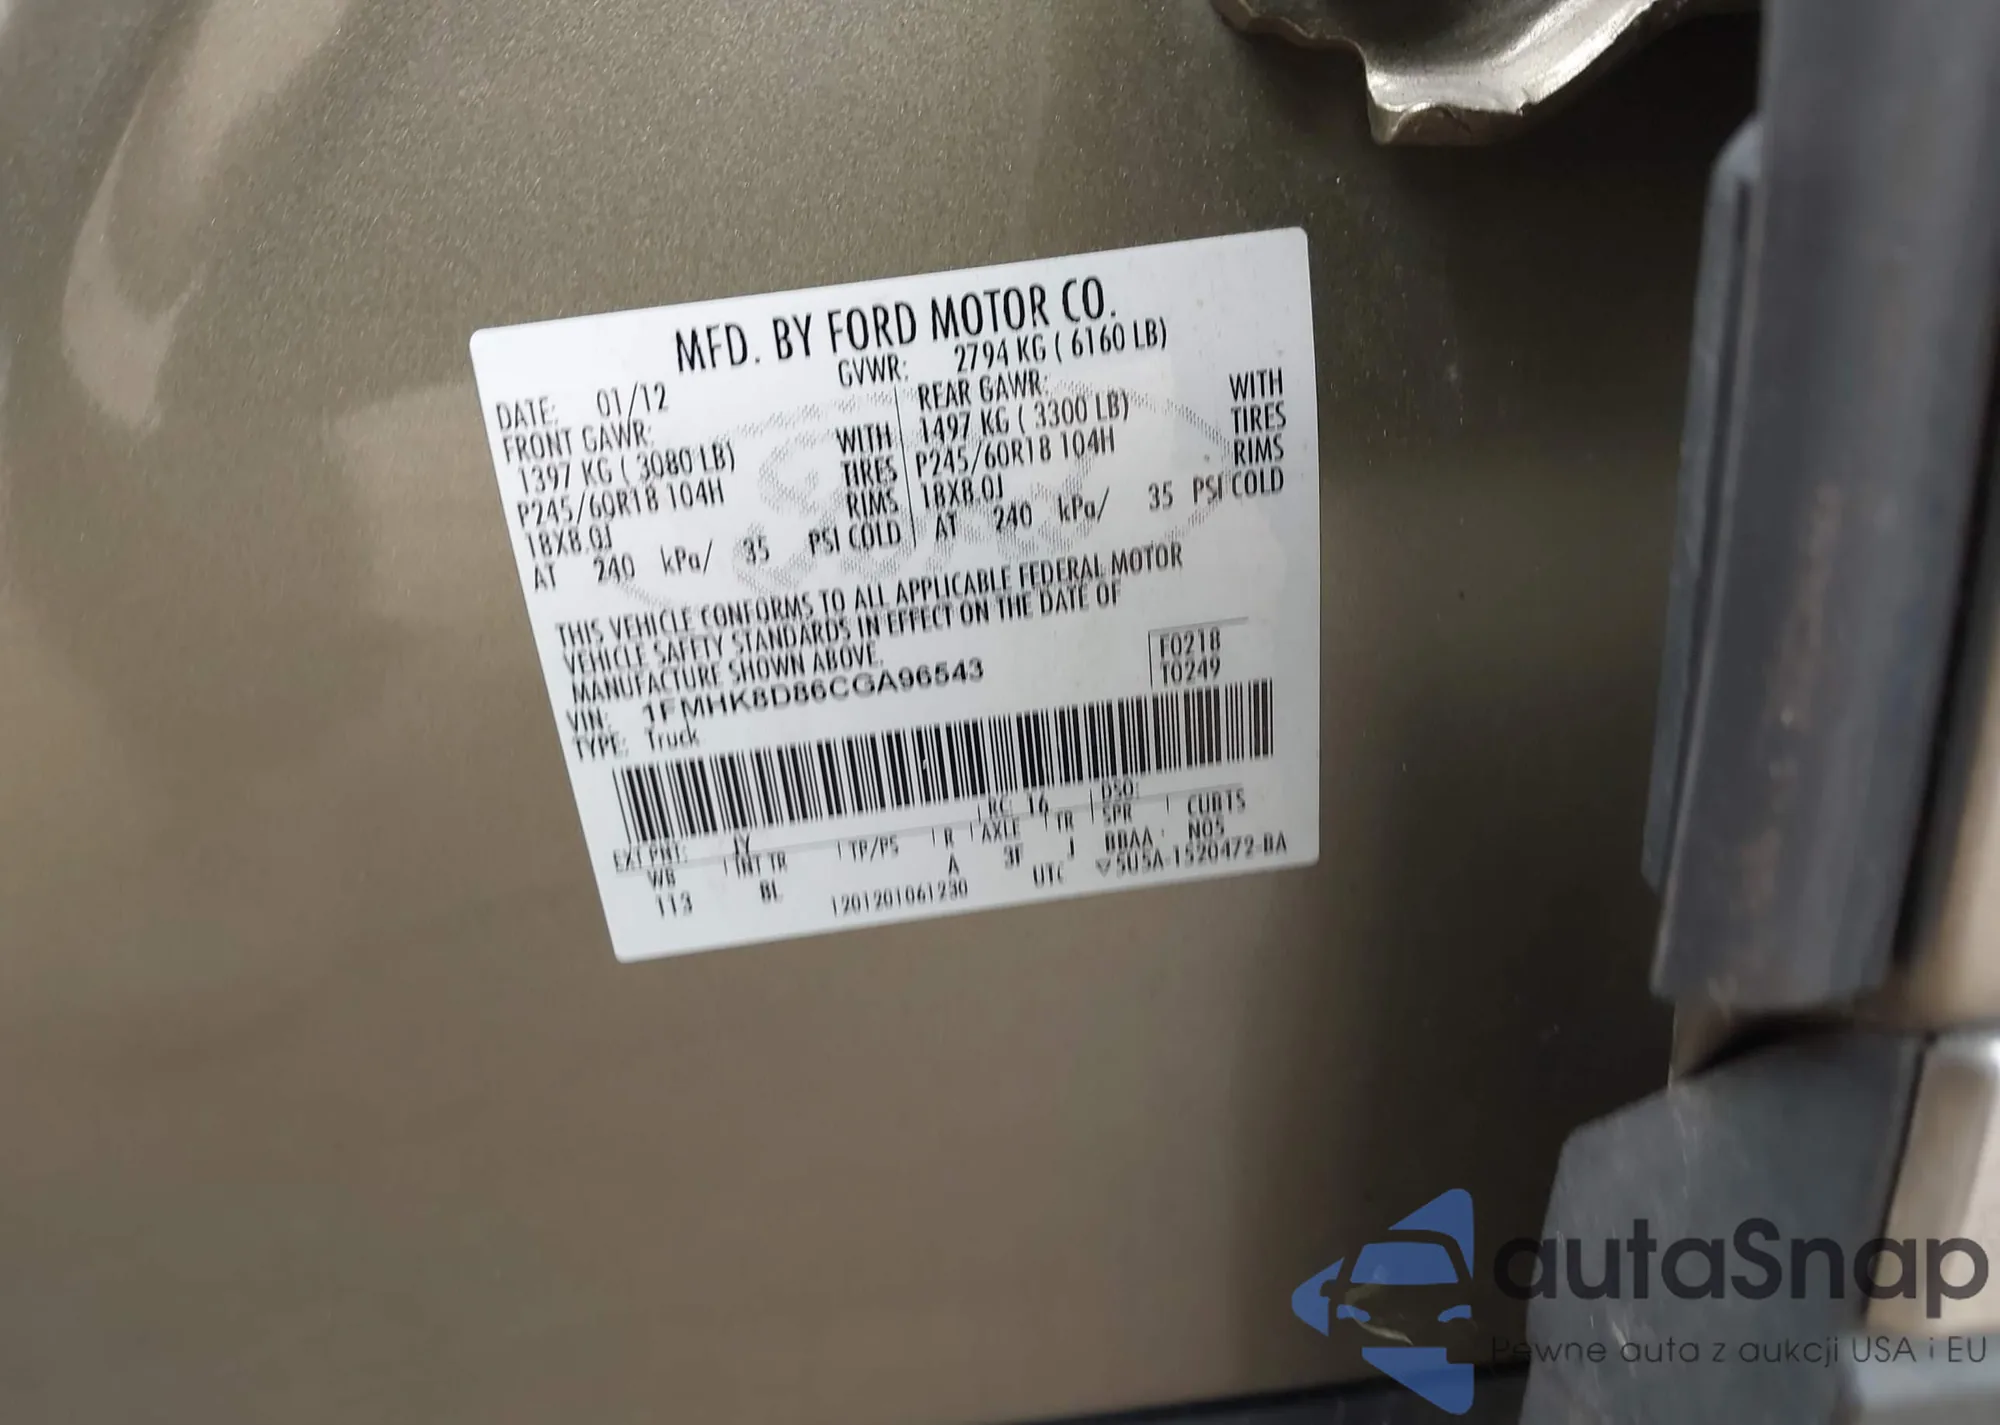 MFD. BY FORD MOTOR CO.
DATE: 01/12 GVWR: 2794 KG ( 6160 LB)
FRONT GAWR: REAR GAWR:
1397 KG ( 3080 LB) WITH 1497 KG ( 3300 LB) WITH
P245/60R18 104H TIRES P245/60R18 104H TIRES
18X8.0J RIMS 18X8.0J RIMS
AT 240 kPa/ 35 PSI COLD AT 240 kPa/ 35 PSI COLD
THIS VEHICLE CONFORMS TO ALL APPLICABLE FEDERAL MOTOR
VEHICLE SAFETY STANDARDS IN EFFECT ON THE DATE OF
MANUFACTURE SHOWN ABOVE.
VIN: 1FMHK8D86CGA96543 F0218
TYPE: Truck T0249
EXT PNT: JV RC: 16 DSO:
WB INT TR TP/PS R AXLE TR SPR CUBTS
113 BL A 3F J BBAA N05
1201201061230 UTC ▽5U5A-1520472-BA
autaSnap
Pewne auta z aukcji USA i EU